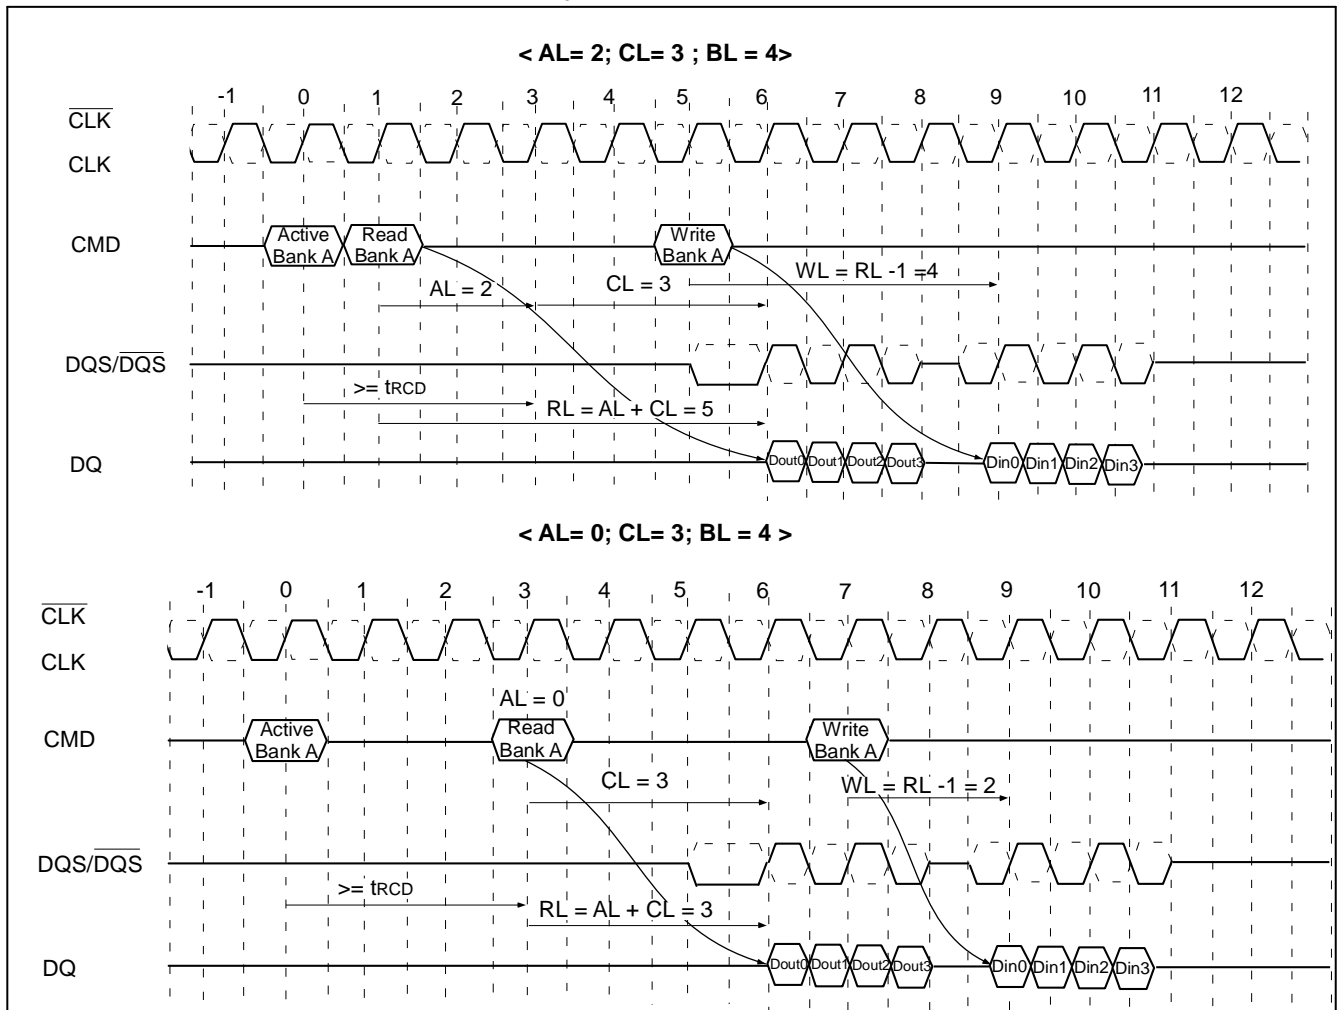 < AL= 2; CL= 3 ; BL = 4>
-1 0 1 2 3 4 5 6 7 8 9 10 11 12
CLK
CLK
CMD
Active
Bank A
Read
Bank A
Write
Bank A
WL = RL -1 =4
AL = 2
CL = 3
DQS/DQS
>= tRCD
RL = AL + CL = 5
DQ
Dout0 Dout1 Dout2 Dout3 Din0 Din1 Din2 Din3
< AL= 0; CL= 3; BL = 4 >
-1 0 1 2 3 4 5 6 7 8 9 10 11 12
CLK
CLK
AL = 0
CMD
Active
Bank A
Read
Bank A
Write
Bank A
CL = 3
WL = RL -1 = 2
DQS/DQS
>= tRCD
RL = AL + CL = 3
DQ
Dout0 Dout1 Dout2 Dout3 Din0 Din1 Din2 Din3